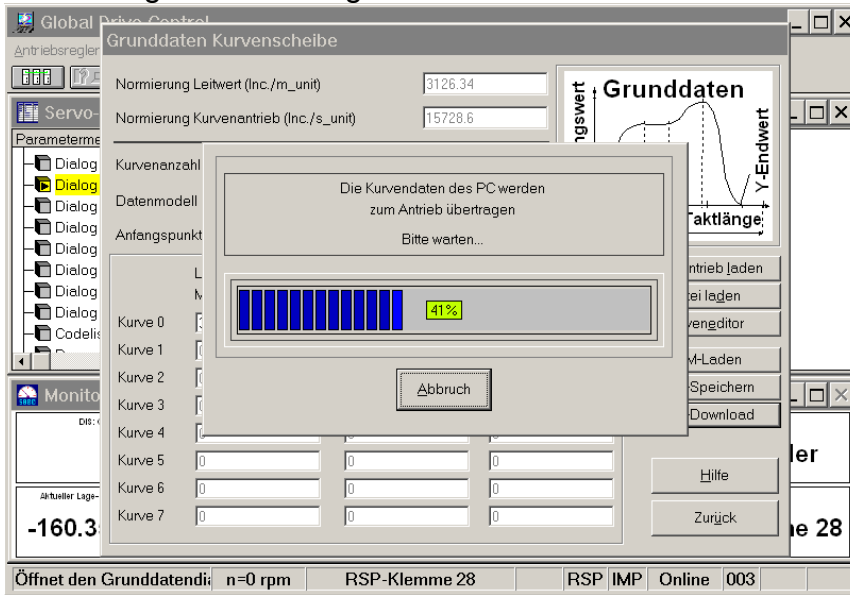 Global Drive Control
Antriebsregler
Grunddaten Kurvenscheibe
Normierung Leitwert (Inc./m_unit)
3126.34
Normierung Kurvenantrieb (Inc./s_unit)
15728.6
Grunddaten
Y-Endwert
Taktlänge
Servo-
Parameterme
Dialog
Dialog
Dialog
Dialog
Dialog
Dialog
Dialog
Dialog
Codelis
Kurvenanzahl
Datenmodell
Anfangspunkt
Die Kurvendaten des PC werden
zum Antrieb übertragen
Bitte warten...
41%
Abbruch
Kurve 0
Kurve 1
Kurve 2
Kurve 3
Kurve 4
Kurve 5
0
0
0
Kurve 6
0
0
0
Kurve 7
0
0
0
ntrieb laden
tei laden
veneditor
M-Laden
Speichern
-Download
Hilfe
Zurück
Monito
DIS:
Aktueller Lage-
-160.3
ler
me 28
Öffnet den Grunddatendi
n=0 rpm
RSP-Klemme 28
RSP
IMP
Online
003